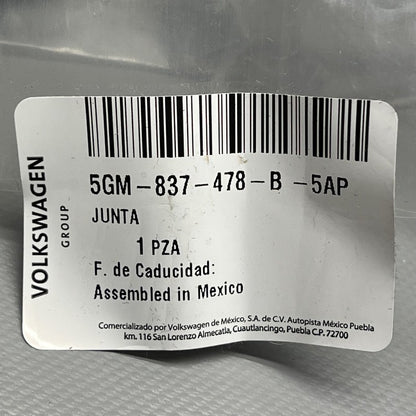 VOLKSWAGEN
GROUP
5GM-837-478-B -5AP
JUNTA
1 PZA
F. de Caducidad:
Assembled in Mexico
Comercializado por Volkswagen de México, S.A. de C.V. Autopista México Puebla
km. 116 San Lorenzo Almecatla, Cuautlancingo, Puebla C.P. 72700